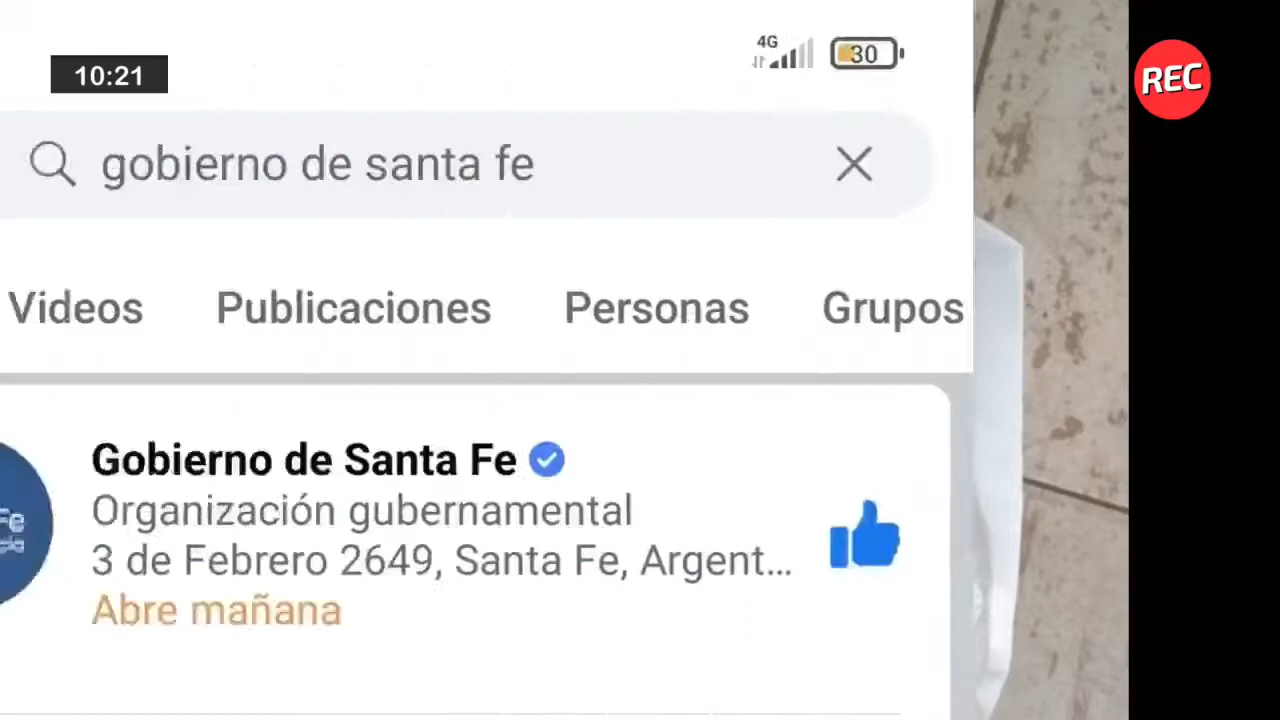 10:21
4G
30
REC
gobierno de santa fe
Videos Publicaciones Personas Grupos
Gobierno de Santa Fe
Organización gubernamental
3 de Febrero 2649, Santa Fe, Argent...
Abre mañana
Fe